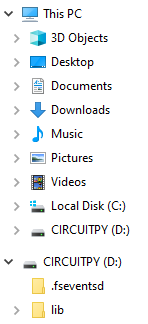 This PC
3D Objects
Desktop
Documents
Downloads
Music
Pictures
Videos
Local Disk (C:)
CIRCUITPY (D:)
CIRCUITPY (D:)
.fseventsd
lib